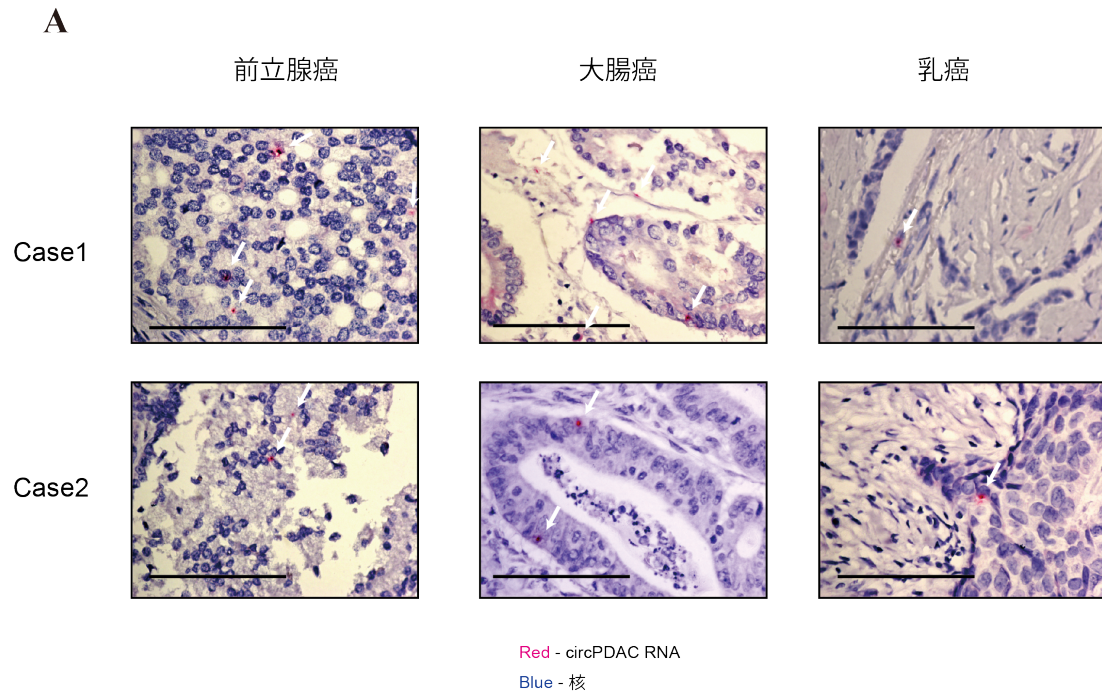 A
前立腺癌 大腸癌 乳癌
Case1
Case2
Red - circPDAC RNA
Blue - 核